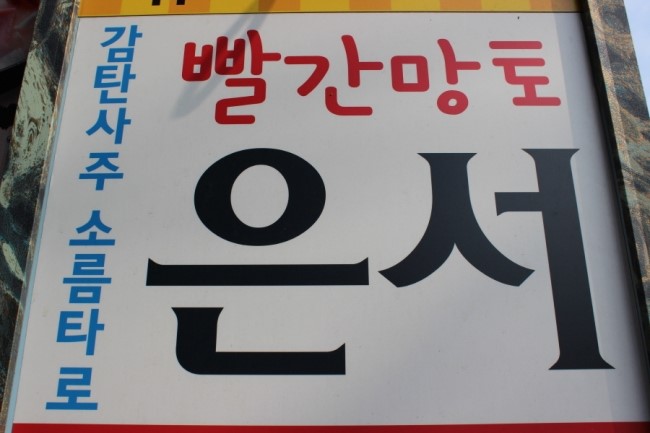 감탄사주 소름타로
빨간망토
은서